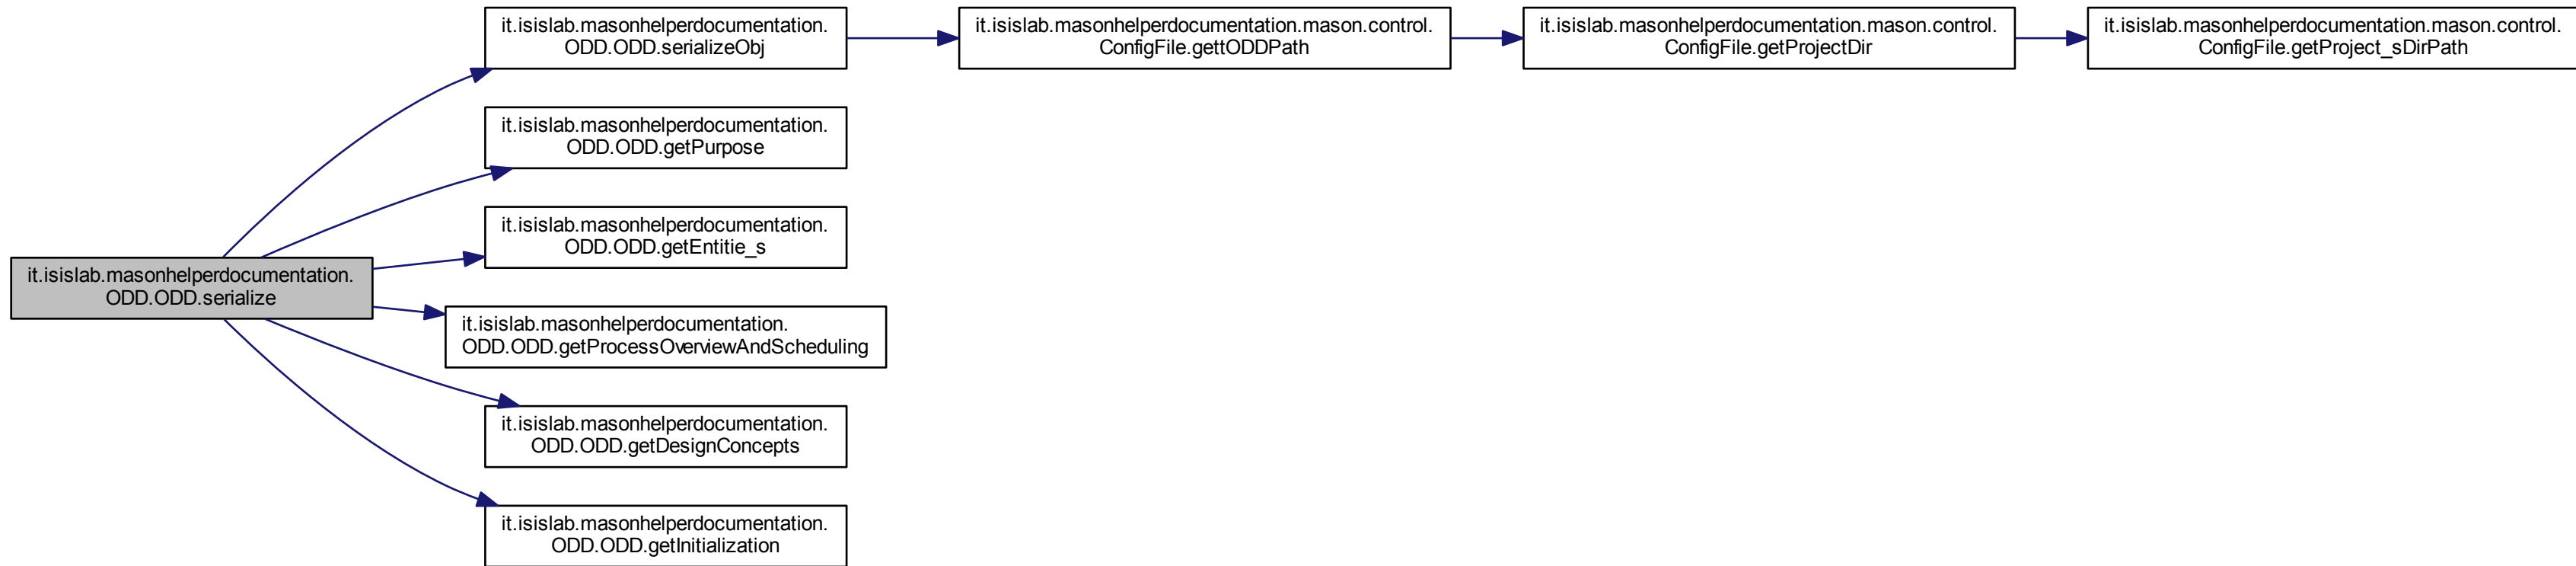 it.isislab.masonhelperdocumentation.
ODD.ODD.serialize
it.isislab.masonhelperdocumentation.
ODD.ODD.serializeObj
it.isislab.masonhelperdocumentation.mason.control.
ConfigFile.gettODDPath
it.isislab.masonhelperdocumentation.mason.control.
ConfigFile.getProjectDir
it.isislab.masonhelperdocumentation.mason.control.
ConfigFile.getProject_sDirPath
it.isislab.masonhelperdocumentation.
ODD.ODD.getPurpose
it.isislab.masonhelperdocumentation.
ODD.ODD.getEntitie_s
it.isislab.masonhelperdocumentation.
ODD.ODD.getProcessOverviewAndScheduling
it.isislab.masonhelperdocumentation.
ODD.ODD.getDesignConcepts
it.isislab.masonhelperdocumentation.
ODD.ODD.getInitialization